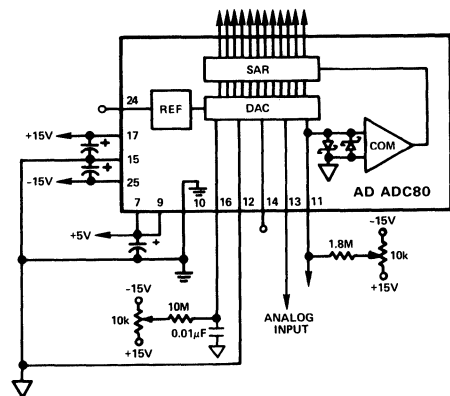 SAR
24
REF
DAC
+15V
17
COM
15
-15V
25
AD ADC80
7
9
10
16
12
14
13
11
+5V
-15V
1.8M
10k
-15V
10M
+15V
10k
0.01μF
ANALOG
INPUT
+15V